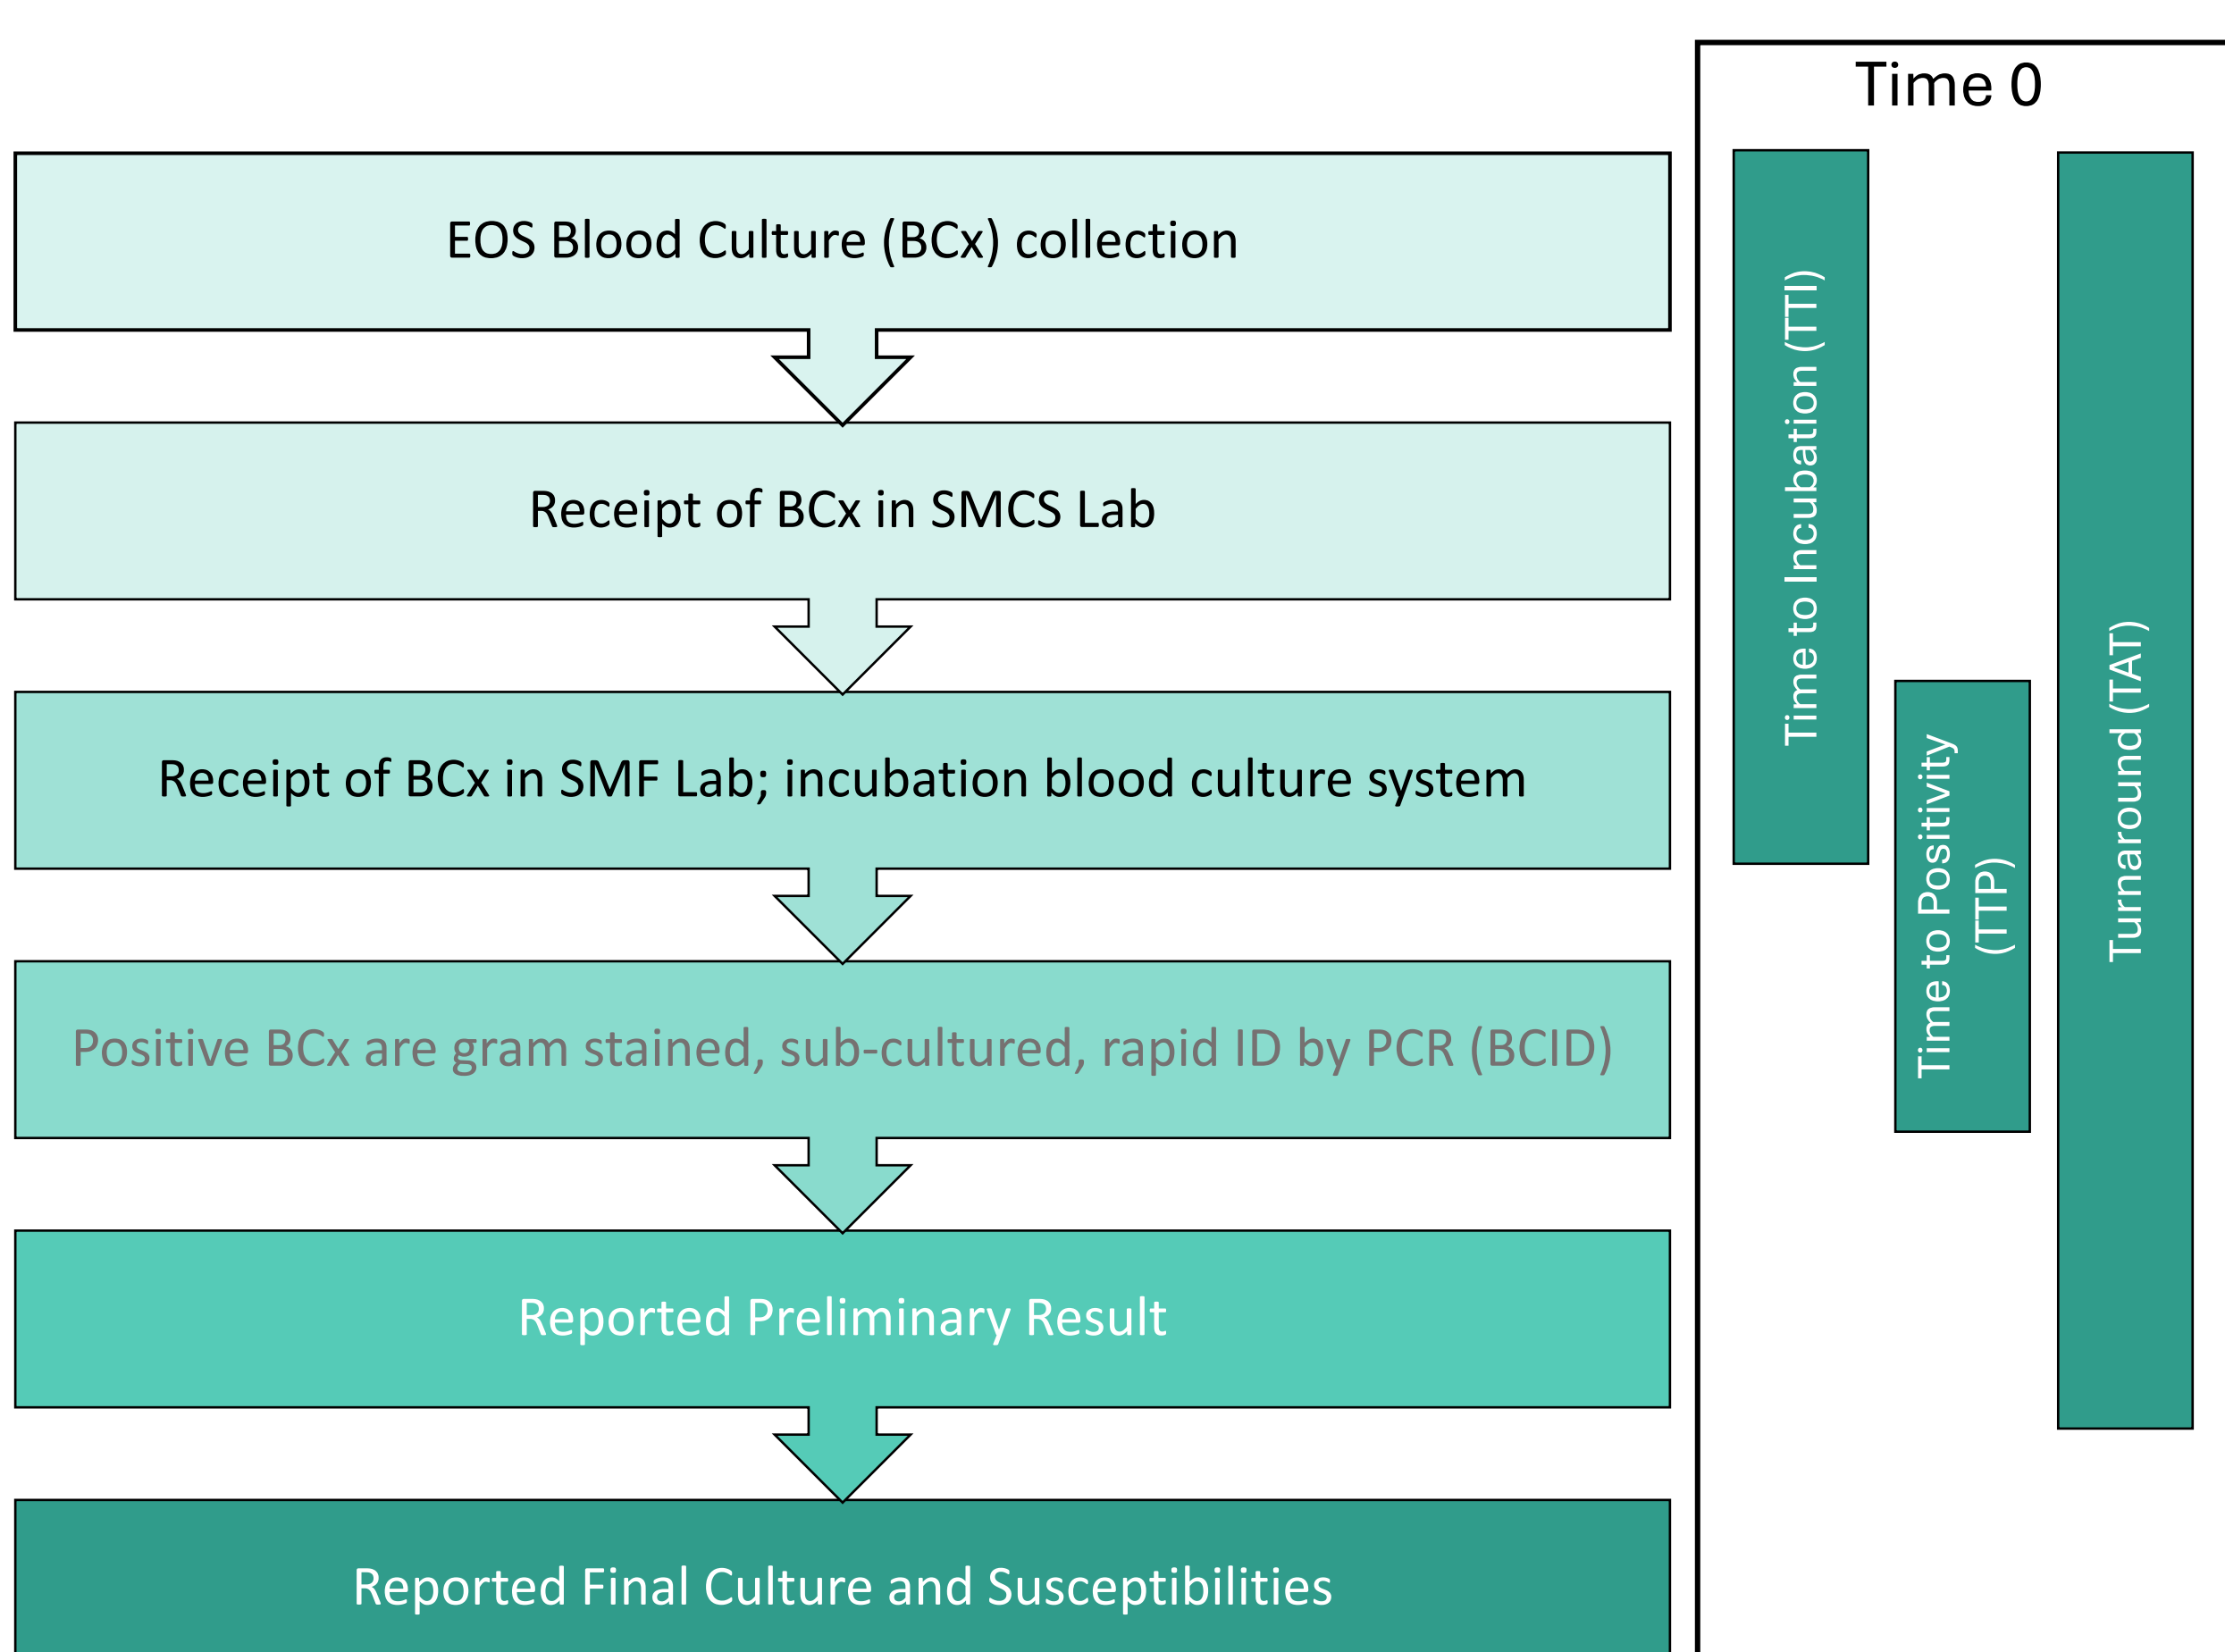 Time 0
EOS Blood Culture (BCx) collection
Receipt of BCx in SMCS Lab
Receipt of BCx in SMF Lab; incubation blood culture system
Positive BCx are gram stained, sub-cultured, rapid ID by PCR (BCID)
Reported Preliminary Result
Reported Final Culture and Susceptibilities
Time to Incubation (TTI)
Time to Positivity
(TTP)
Turnaround (TAT)